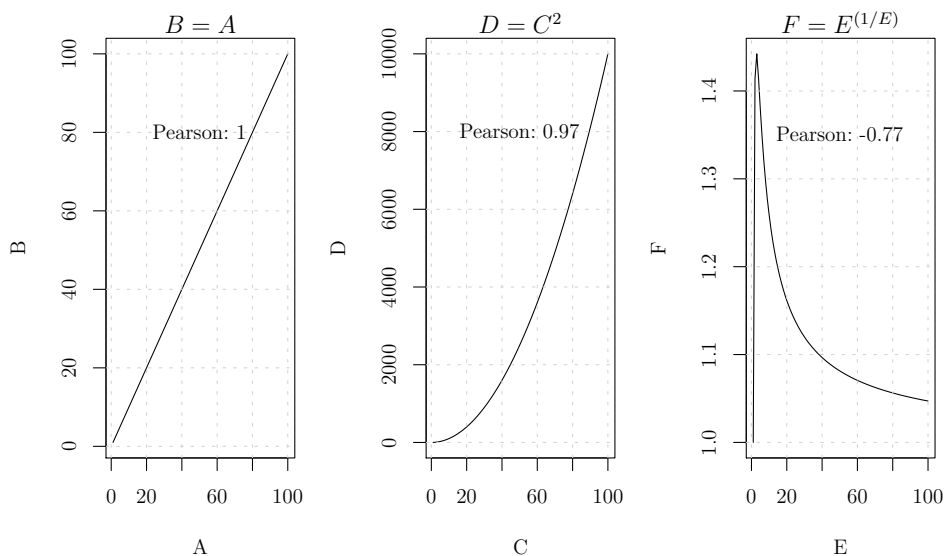 B = A
Pearson: 1
B
0
20
40
60
80
100
0 20 60 100
A
D = C^2
Pearson: 0.97
D
0
2000
4000
6000
8000
10000
0 20 60 100
C
F = E^(1/E)
Pearson: -0.77
F
1.0
1.1
1.2
1.3
1.4
0 20 60 100
E